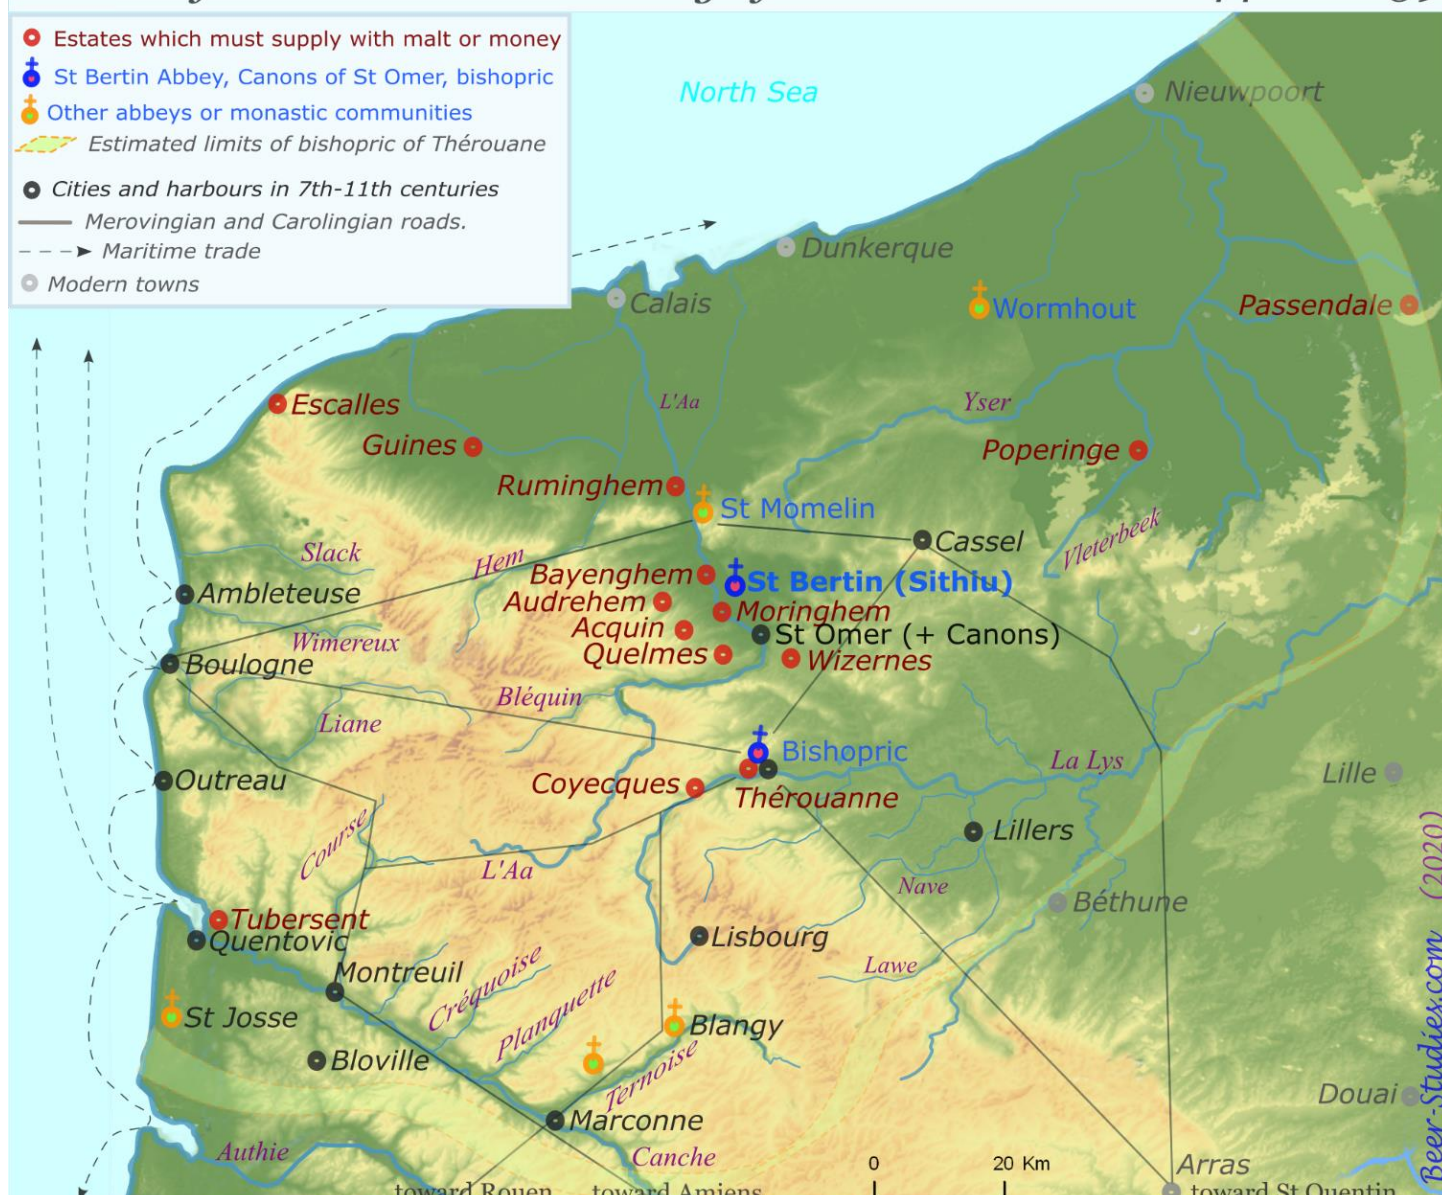 Estates which must supply with malt or money
St Bertin Abbey, Canons of St Omer, bishopric
Other abbeys or monastic communities
Estimated limits of bishopric of Thérouane
Cities and harbours in 7th-11th centuries
Merovingian and Carolingian roads.
Maritime trade
Modern towns
North Sea
Nieuwpoort
Dunkerque
Calais
Wormhout
Passendale
Escalles
L'Aa
Yser
Guines
Poperinge
Ruminghem
St Momelin
Cassel
Vleterbeek
Slack
Hem
Bayenghem
St Bertin (Sithiu)
Ambleteuse
Audrehem
Moringhem
Wimereux
Acquin
St Omer (+ Canons)
Boulogne
Quelmes
Wizernes
Bléquin
Liane
Bishopric
La Lys
Outreau
Coyecques
Thérouanne
Lille
Course
Lillers
L'Aa
Nave
Béthune
Tubersent
Quentovic
Lisbourg
Montreuil
Lawe
Créquoise
Planquette
St Josse
Blangy
Bloville
Ternoise
Douai
Marconne
Authie
Canche
0 20 Km
Arras
toward Rouen
toward Amiens
toward St Quentin
Beer-Studies.com (2020)